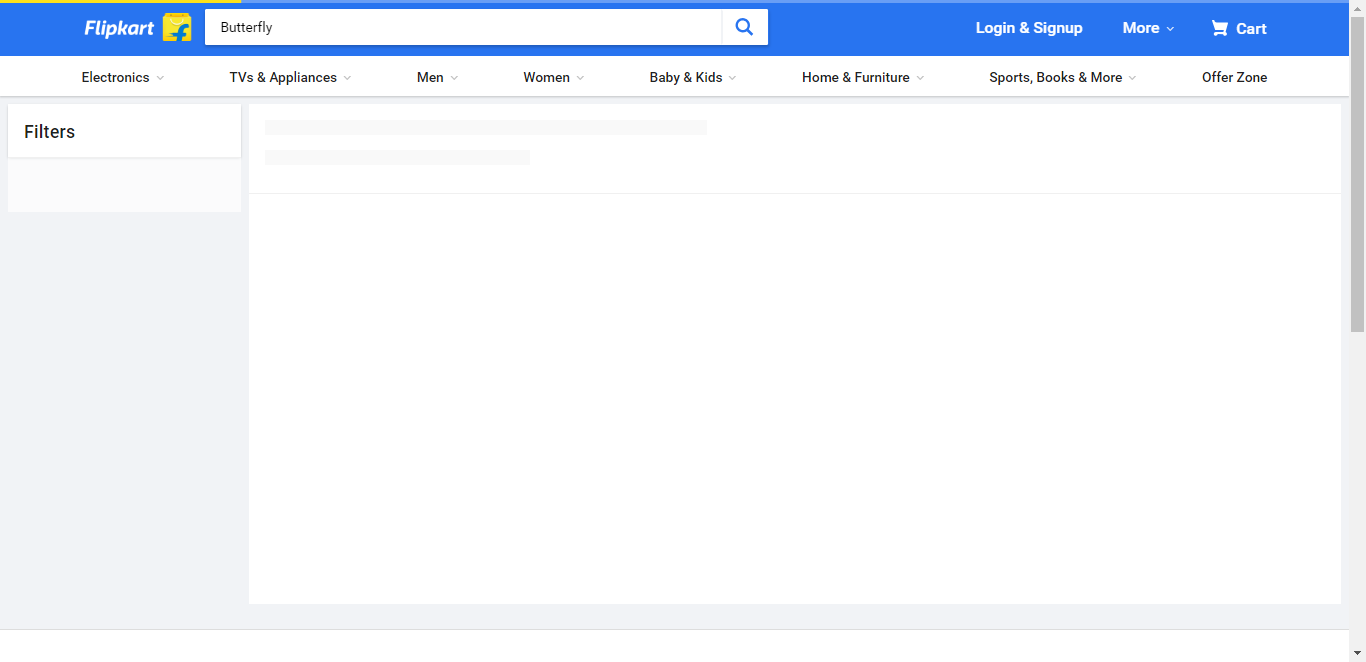 Flipkart Butterfly Login & Signup More Cart
Electronics TVs & Appliances Men Women Baby & Kids Home & Furniture Sports, Books & More Offer Zone
Filters